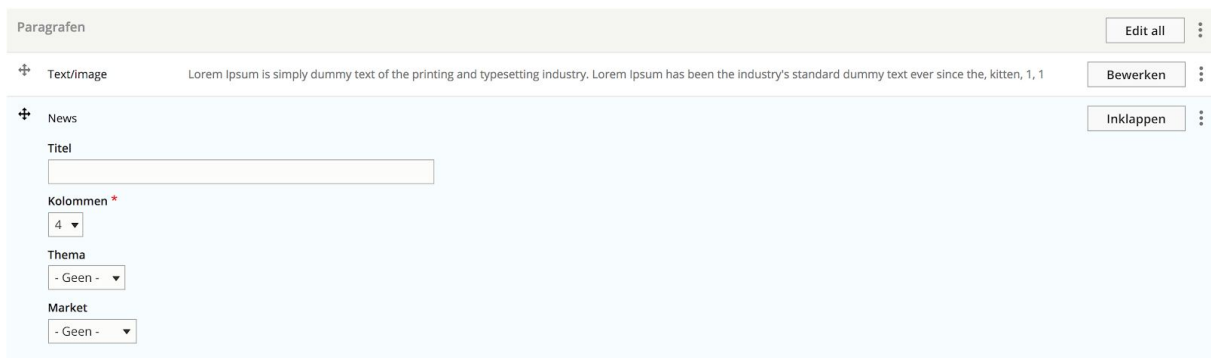 Paragrafen Edit all
Text/image Lorem Ipsum is simply dummy text of the printing and typesetting industry. Lorem Ipsum has been the industry's standard dummy text ever since the, kitten, 1, 1 Bewerken
News Inklappen
Titel
Kolommen *
4
Thema
- Geen -
Market
- Geen -